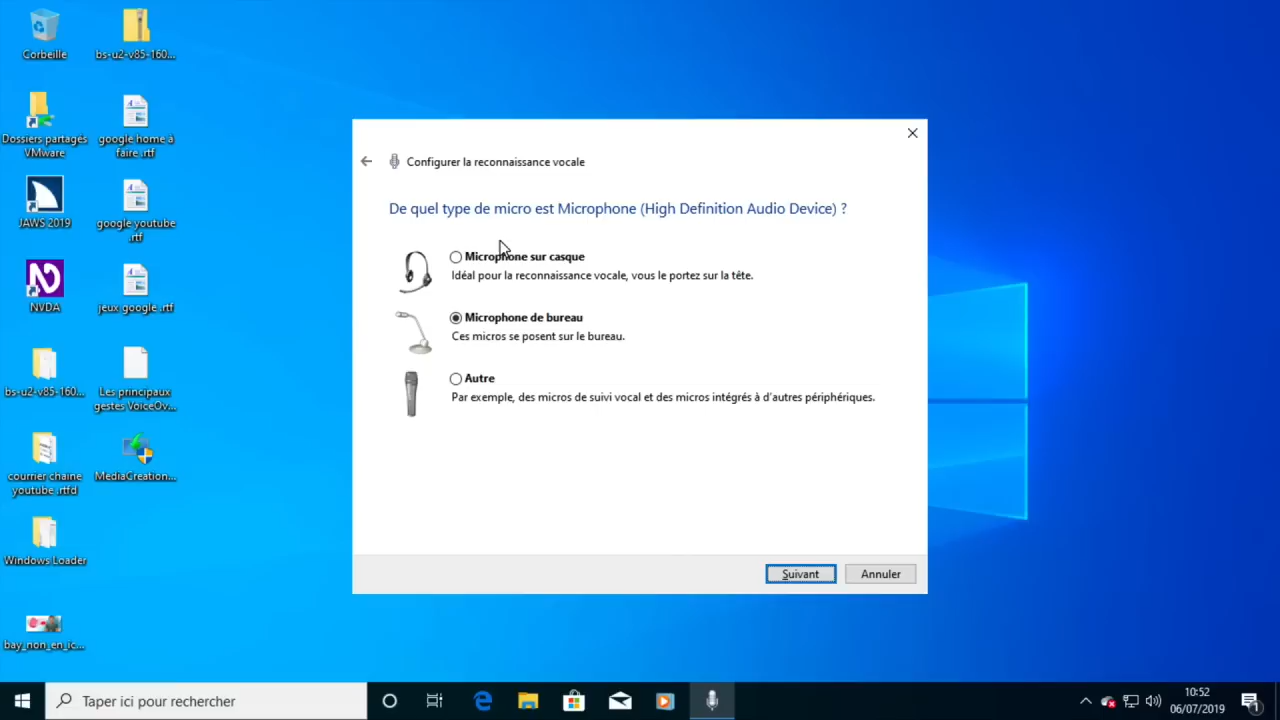 Corbeille
bs-u2-v85-160...
Dossiers partagés
VMware
google home à
faire .rtf
JAWS 2019
google youtube
.rtf
NVDA
jeux google .rtf
bs-u2-v85-160...
Les principaux
gestes VoiceOv...
courrier chaine
youtube .rtfd
MediaCreation...
Windows Loader
bay_non_en_ic...
Configurer la reconnaissance vocale
De quel type de micro est Microphone (High Definition Audio Device) ?
Microphone sur casque
Idéal pour la reconnaissance vocale, vous le portez sur la tête.
Microphone de bureau
Ces micros se posent sur le bureau.
Autre
Par exemple, des micros de suivi vocal et des micros intégrés à d'autres périphériques.
Suivant
Annuler
Taper ici pour rechercher
10:52
06/07/2019
1